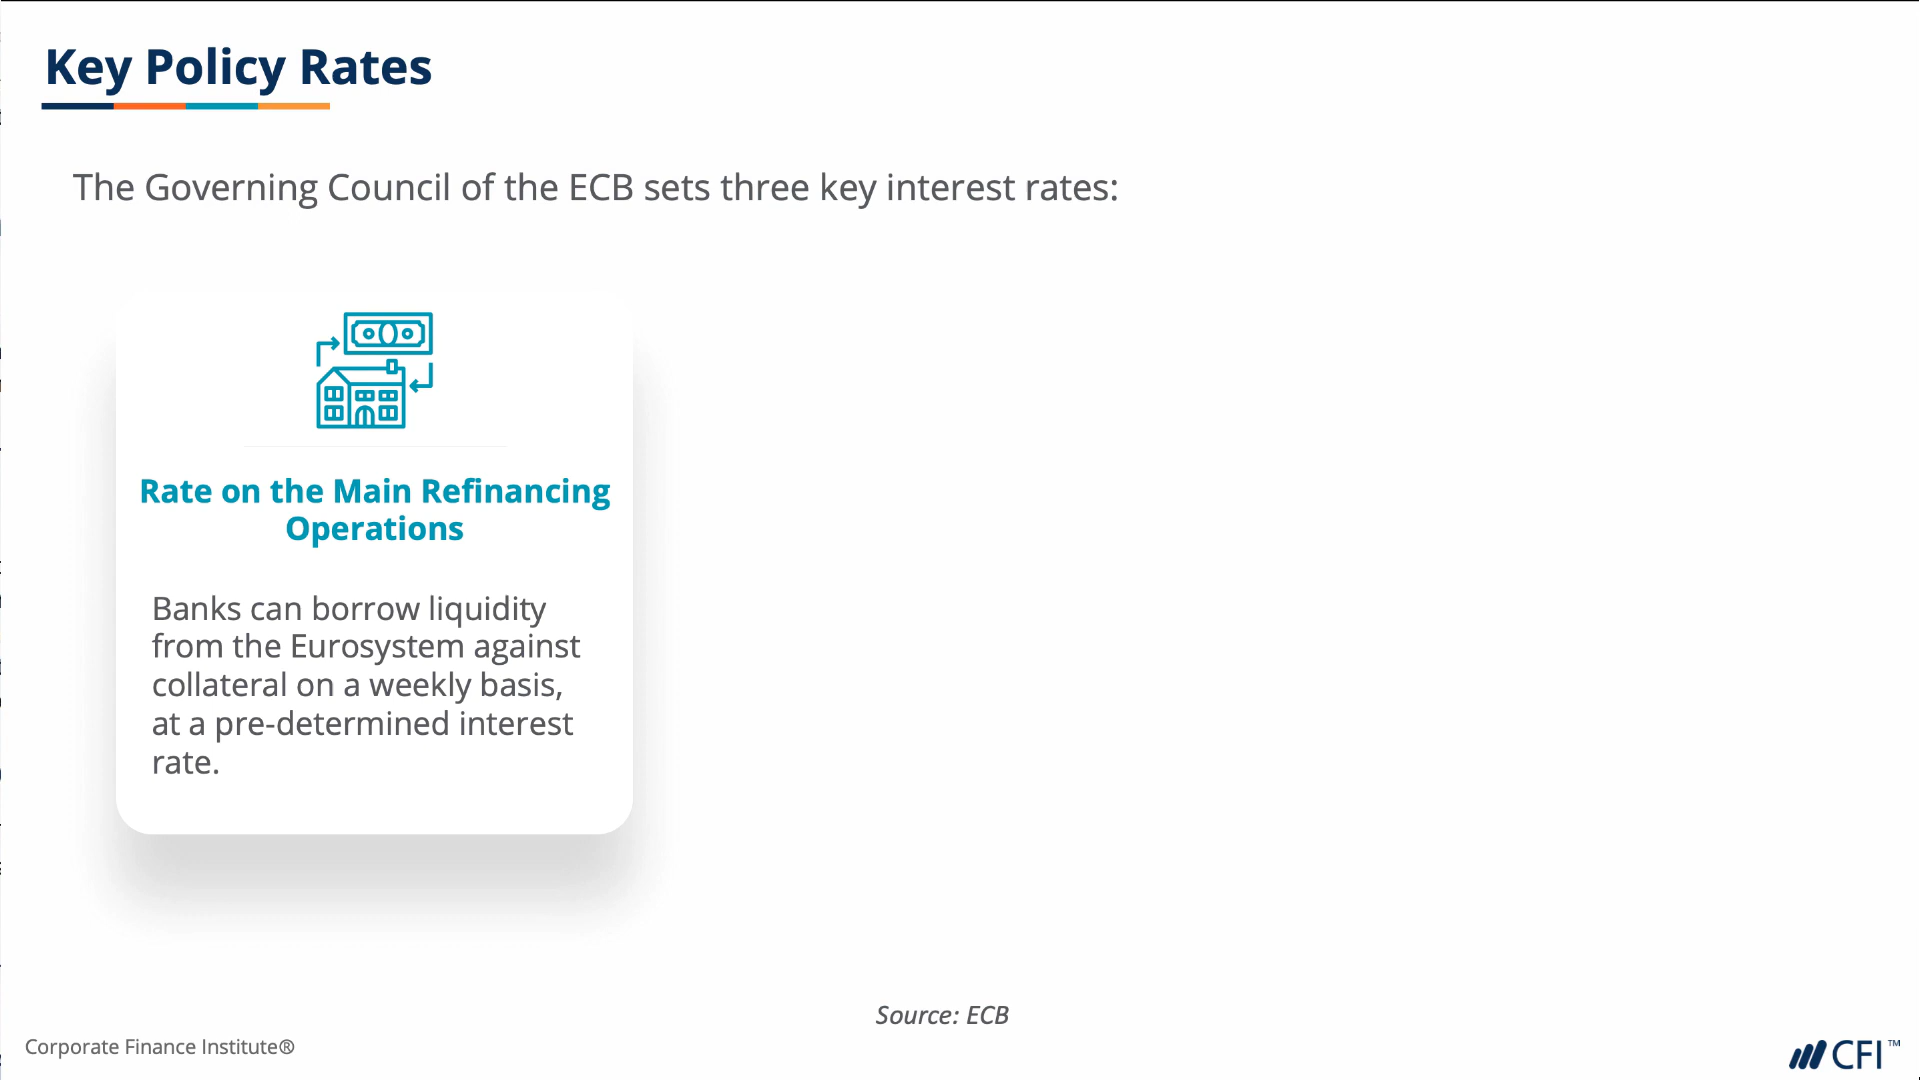 Key Policy Rates
The Governing Council of the ECB sets three key interest rates:
Rate on the Main Refinancing
Operations
Banks can borrow liquidity
from the Eurosystem against
collateral on a weekly basis,
at a pre-determined interest
rate.
Source: ECB
Corporate Finance Institute®
CFI™